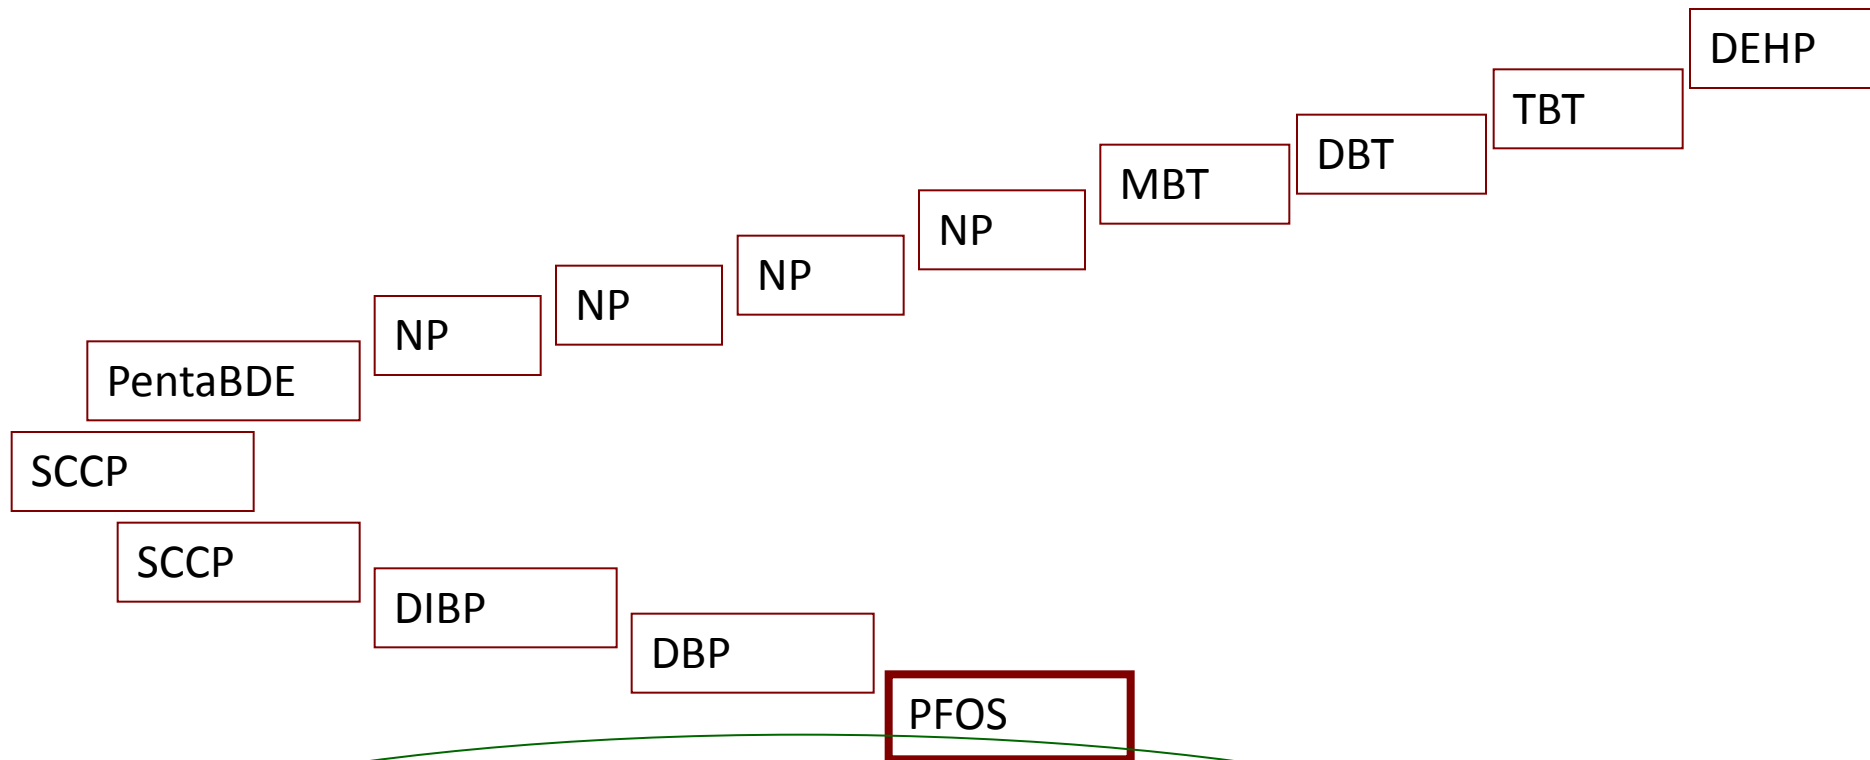 DEHP
TBT
DBT
MBT
NP
NP
NP
NP
PentaBDE
SCCP
SCCP
DIBP
DBP
PFOS